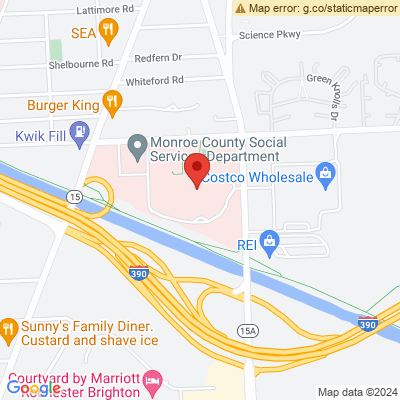 Lattimore Rd
Map error: g.co/staticmaperror
SEA
Science Pkwy
Redfern Dr
Shelbourne Rd
Whiteford Rd
Green Knolls Dr
Burger King
Kwik Fill
Monroe County Social
Services Department
Costco Wholesale
15
REI
390
390
15A
Sunny's Family Diner.
Custard and shave ice
Courtyard by Marriott
Rochester Brighton
Google
Map data ©2024